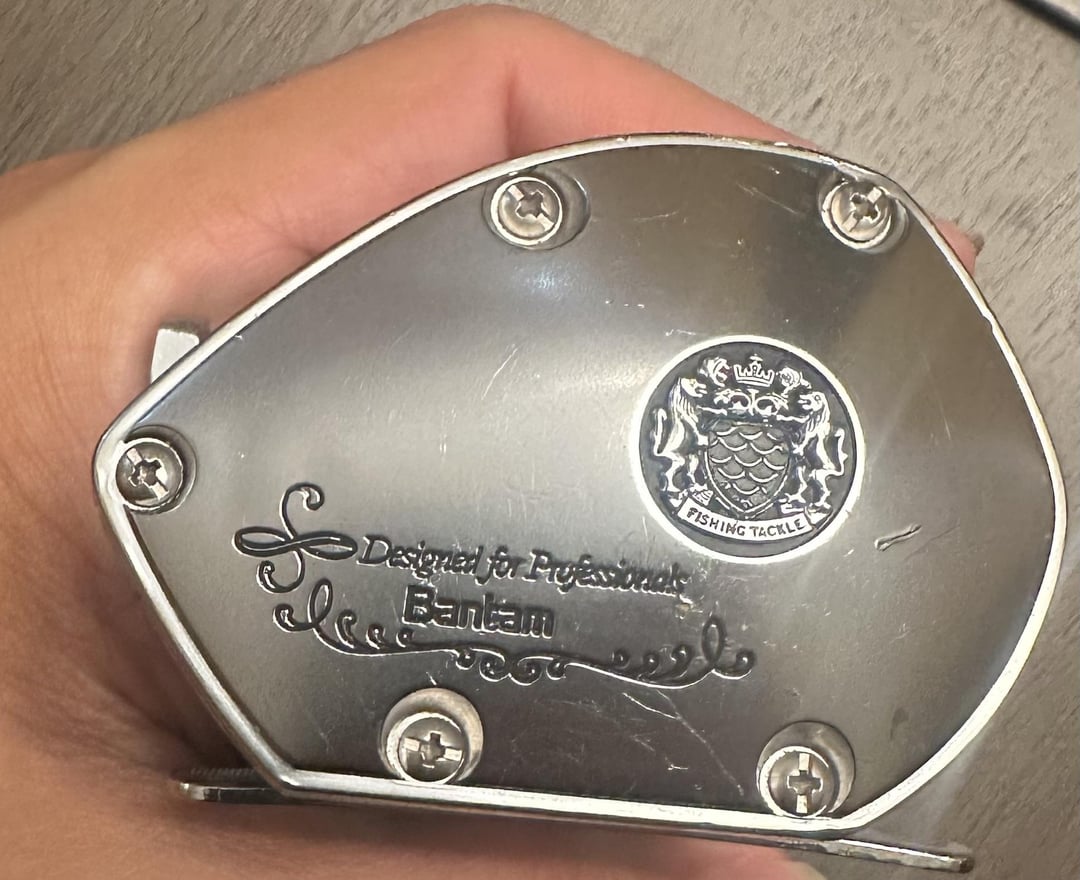 FISHING TACKLE
Designed for Professionals
Bantam